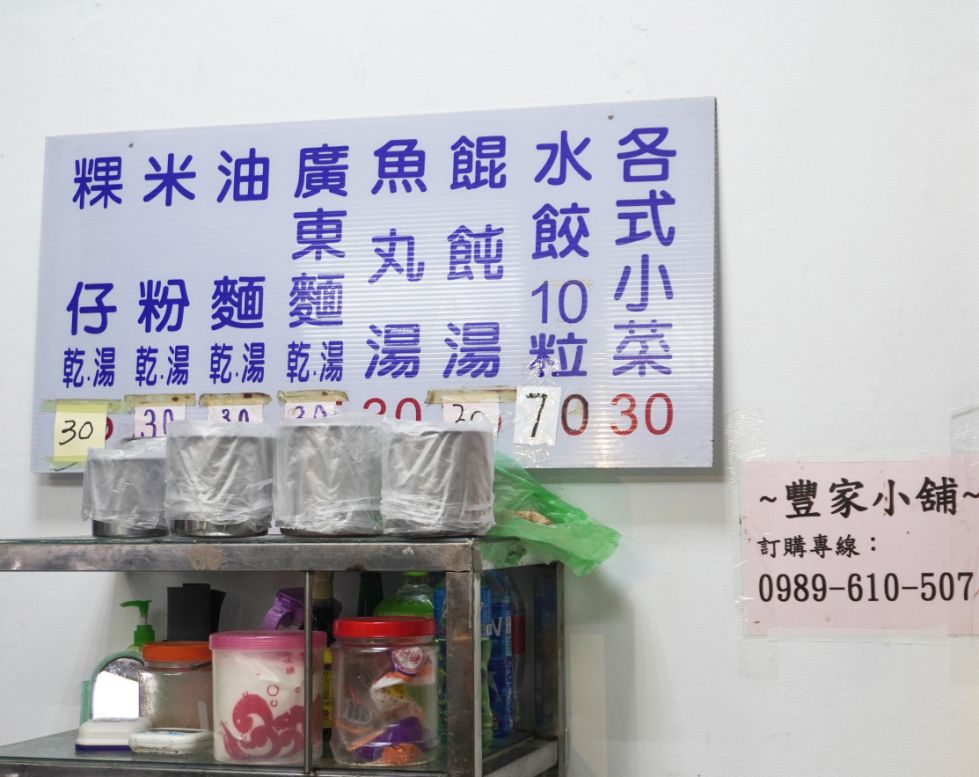 各式小菜 30
水餃10粒 70
餛飩湯 30
魚丸湯 30
廣東麵 乾.湯 30
油麵 乾.湯 30
米粉 乾.湯 30
粿仔 乾.湯 30
~豐家小舖~
訂購專線：
0989-610-507